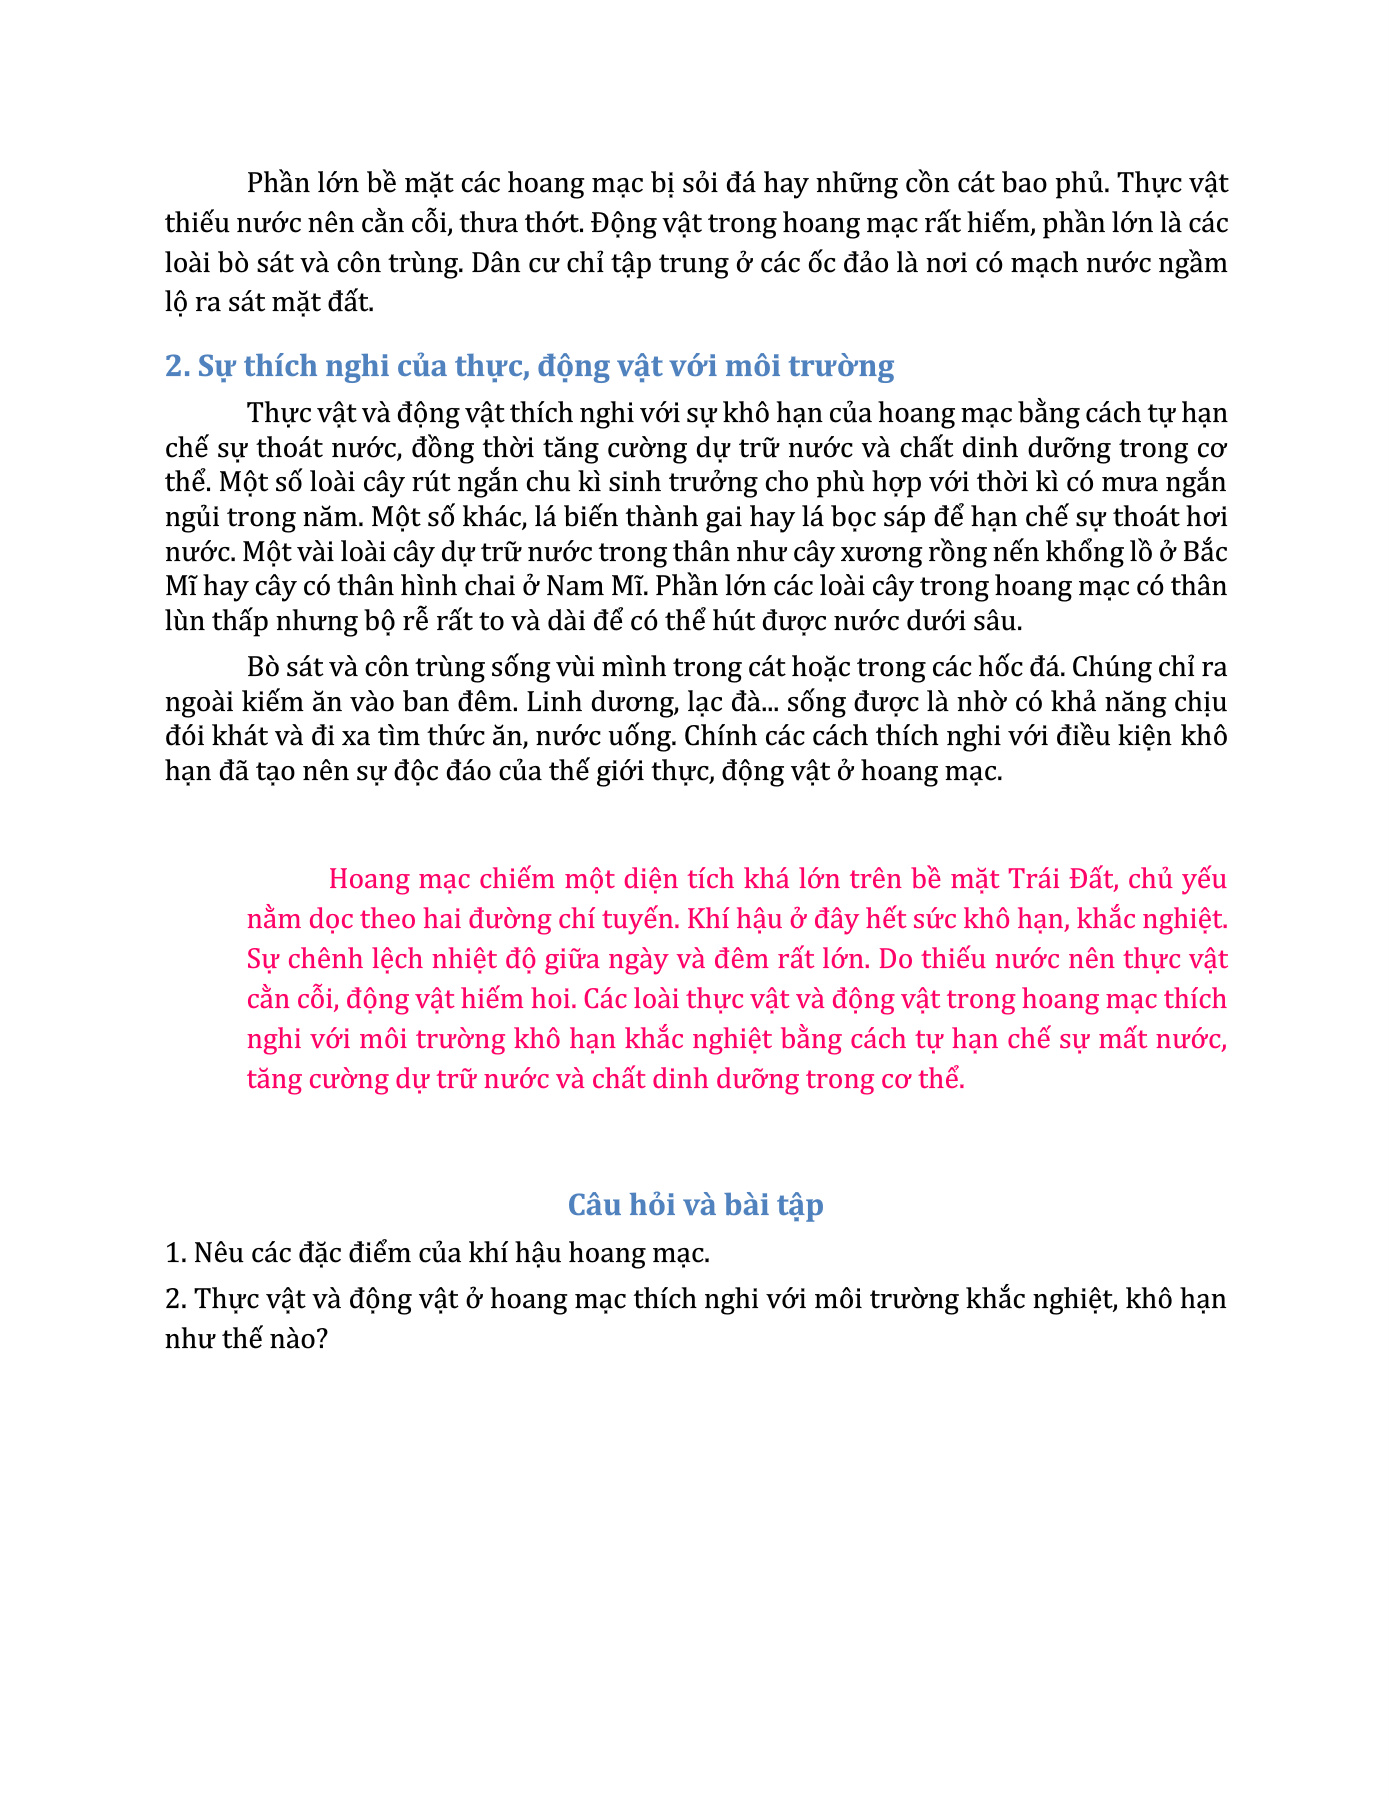 Phần lớn bề mặt các hoang mạc bị sỏi đá hay những cồn cát bao phủ. Thực vật
thiếu nước nên cằn cỗi, thưa thớt. Động vật trong hoang mạc rất hiếm, phần lớn là các
loài bò sát và côn trùng. Dân cư chỉ tập trung ở các ốc đảo là nơi có mạch nước ngầm
lộ ra sát mặt đất.
2. Sự thích nghi của thực, động vật với môi trường
Thực vật và động vật thích nghi với sự khô hạn của hoang mạc bằng cách tự hạn
chế sự thoát nước, đồng thời tăng cường dự trữ nước và chất dinh dưỡng trong cơ
thể. Một số loài cây rút ngắn chu kì sinh trưởng cho phù hợp với thời kì có mưa ngắn
ngủi trong năm. Một số khác, lá biến thành gai hay lá bọc sáp để hạn chế sự thoát hơi
nước. Một vài loài cây dự trữ nước trong thân như cây xương rồng nến khổng lồ ở Bắc
Mĩ hay cây có thân hình chai ở Nam Mĩ. Phần lớn các loài cây trong hoang mạc có thân
lùn thấp nhưng bộ rễ rất to và dài để có thể hút được nước dưới sâu.
Bò sát và côn trùng sống vùi mình trong cát hoặc trong các hốc đá. Chúng chỉ ra
ngoài kiếm ăn vào ban đêm. Linh dương, lạc đà... sống được là nhờ có khả năng chịu
đói khát và đi xa tìm thức ăn, nước uống. Chính các cách thích nghi với điều kiện khô
hạn đã tạo nên sự độc đáo của thế giới thực, động vật ở hoang mạc.
Hoang mạc chiếm một diện tích khá lớn trên bề mặt Trái Đất, chủ yếu
nằm dọc theo hai đường chí tuyến. Khí hậu ở đây hết sức khô hạn, khắc nghiệt.
Sự chênh lệch nhiệt độ giữa ngày và đêm rất lớn. Do thiếu nước nên thực vật
cằn cỗi, động vật hiếm hoi. Các loài thực vật và động vật trong hoang mạc thích
nghi với môi trường khô hạn khắc nghiệt bằng cách tự hạn chế sự mất nước,
tăng cường dự trữ nước và chất dinh dưỡng trong cơ thể.
Câu hỏi và bài tập
1. Nêu các đặc điểm của khí hậu hoang mạc.
2. Thực vật và động vật ở hoang mạc thích nghi với môi trường khắc nghiệt, khô hạn
như thế nào?